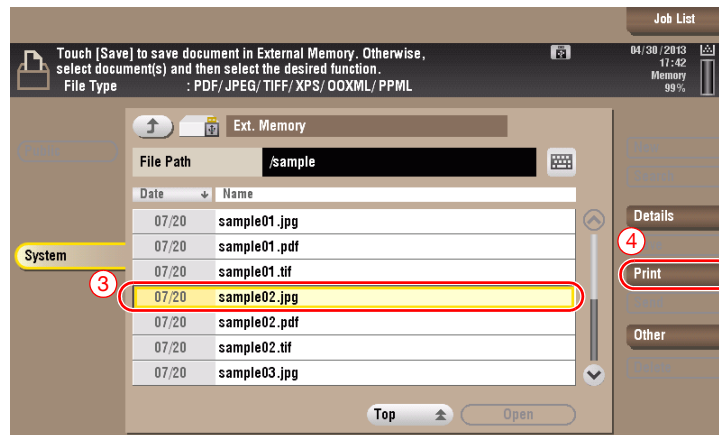 Job List
Touch [Save] to save document in External Memory. Otherwise,
select document(s) and then select the desired function.
File Type : PDF/JPEG/TIFF/XPS/OOXML/PPML
04/30/2013
17:42
Memory
99%
Ext. Memory
File Path /sample
Date Name
07/20 sample01.jpg
07/20 sample01.pdf
07/20 sample01.tif
07/20 sample02.jpg
07/20 sample02.pdf
07/20 sample02.tif
07/20 sample03.jpg
System
3
Details
4
Print
Other
Top
Open